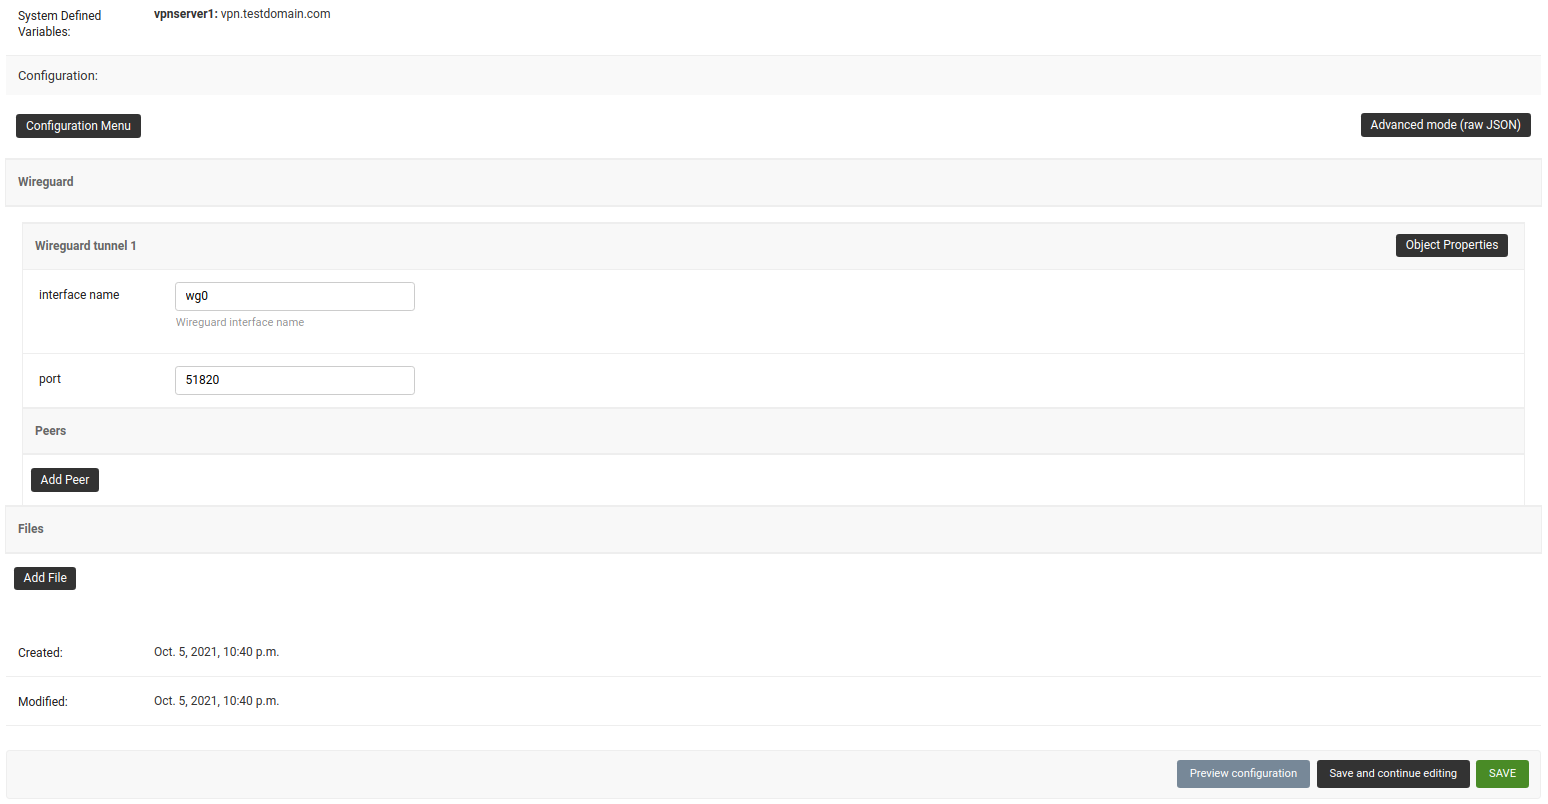 System Defined
Variables:
vpnserver1: vpn.testdomain.com
Configuration:
Configuration Menu
Advanced mode (raw JSON)
Wireguard
Wireguard tunnel 1
Object Properties
interface name
wg0
Wireguard interface name
port
51820
Peers
Add Peer
Files
Add File
Created:
Oct. 5, 2021, 10:40 p.m.
Modified:
Oct. 5, 2021, 10:40 p.m.
Preview configuration
Save and continue editing
SAVE